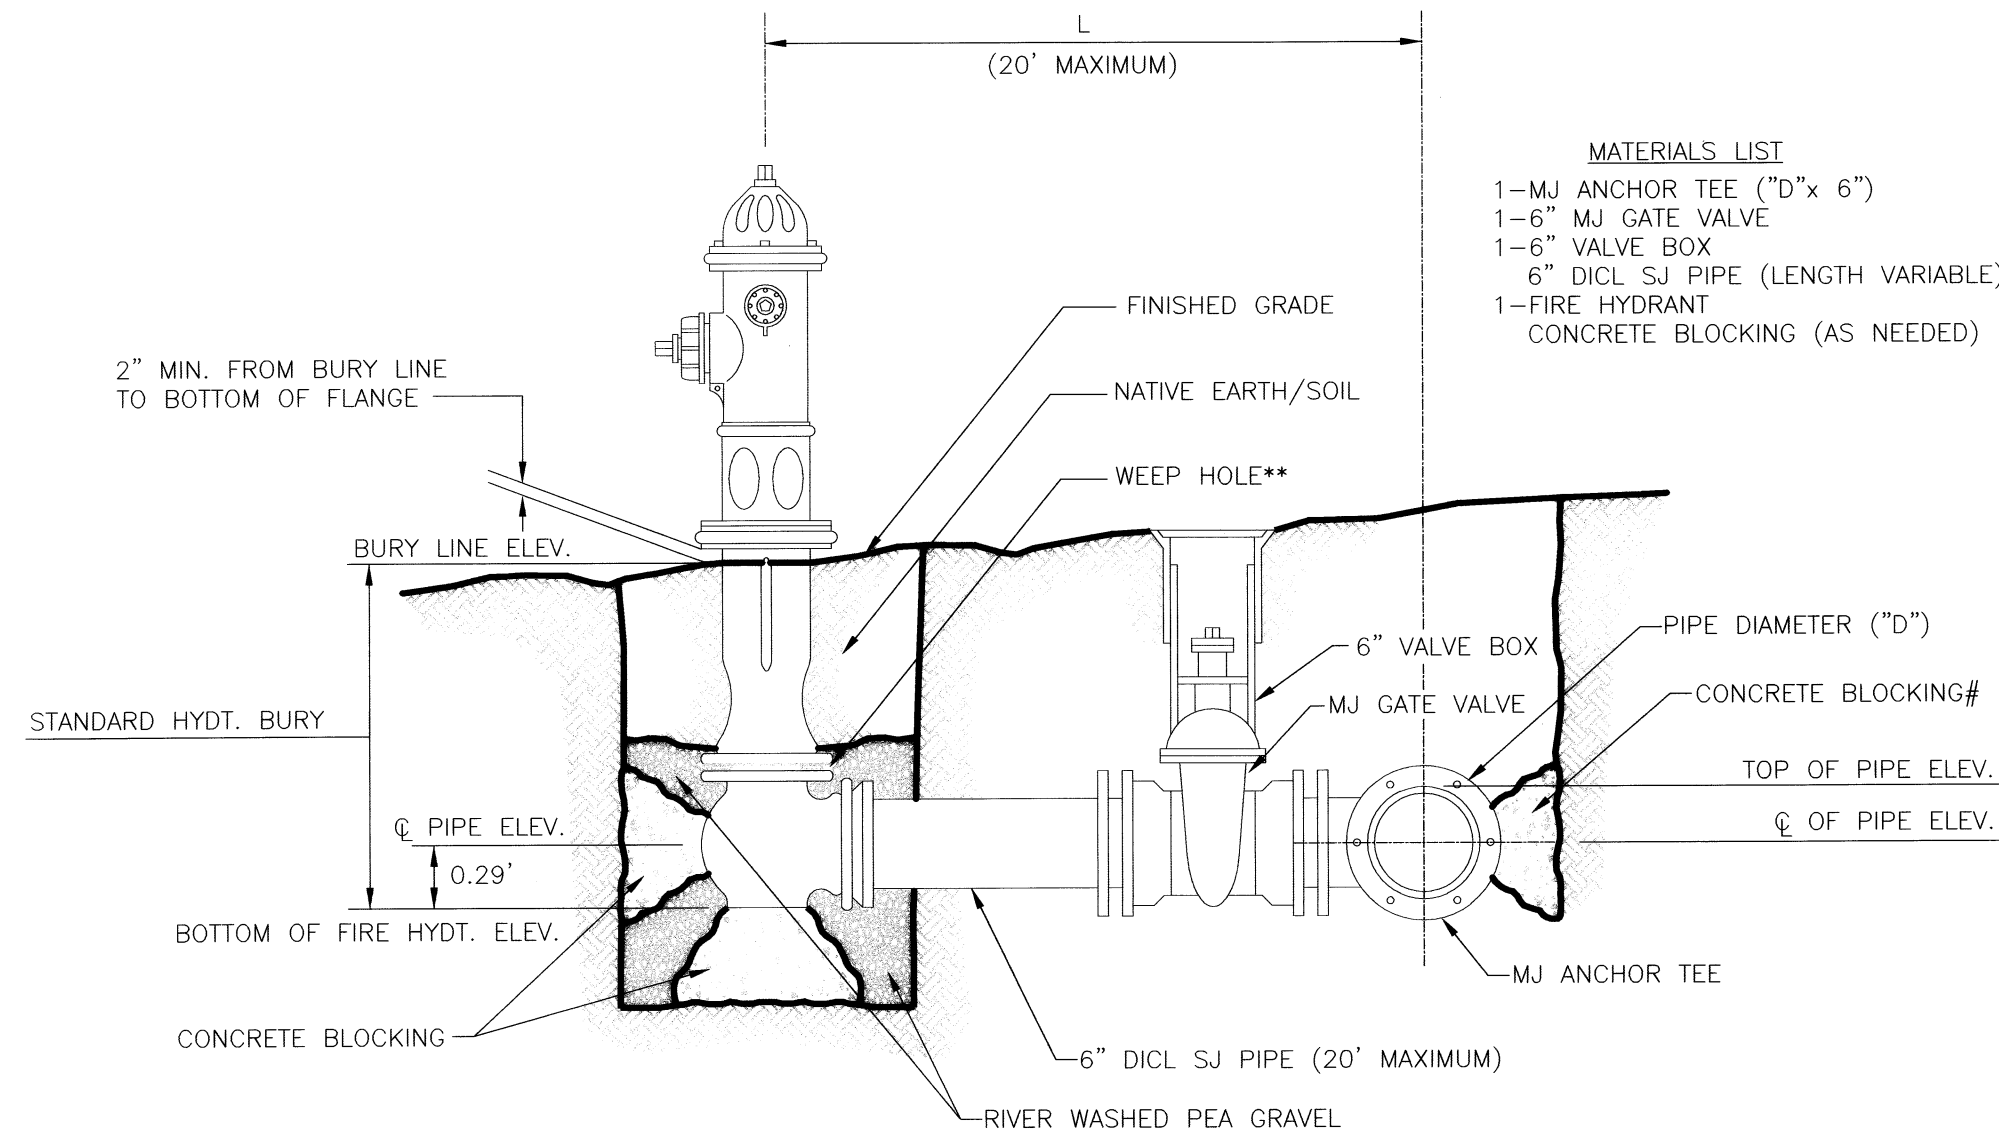 L
(20' MAXIMUM)
MATERIALS LIST
1-MJ ANCHOR TEE ("D"x 6")
1-6" MJ GATE VALVE
1-6" VALVE BOX
6" DICL SJ PIPE (LENGTH VARIABLE)
1-FIRE HYDRANT
CONCRETE BLOCKING (AS NEEDED)
FINISHED GRADE
2" MIN. FROM BURY LINE
TO BOTTOM OF FLANGE
NATIVE EARTH/SOIL
WEEP HOLE**
BURY LINE ELEV.
PIPE DIAMETER ("D")
6" VALVE BOX
CONCRETE BLOCKING#
MJ GATE VALVE
STANDARD HYDT. BURY
TOP OF PIPE ELEV.
℄ PIPE ELEV.
℄ OF PIPE ELEV.
0.29'
BOTTOM OF FIRE HYDT. ELEV.
MJ ANCHOR TEE
CONCRETE BLOCKING
6" DICL SJ PIPE (20' MAXIMUM)
RIVER WASHED PEA GRAVEL